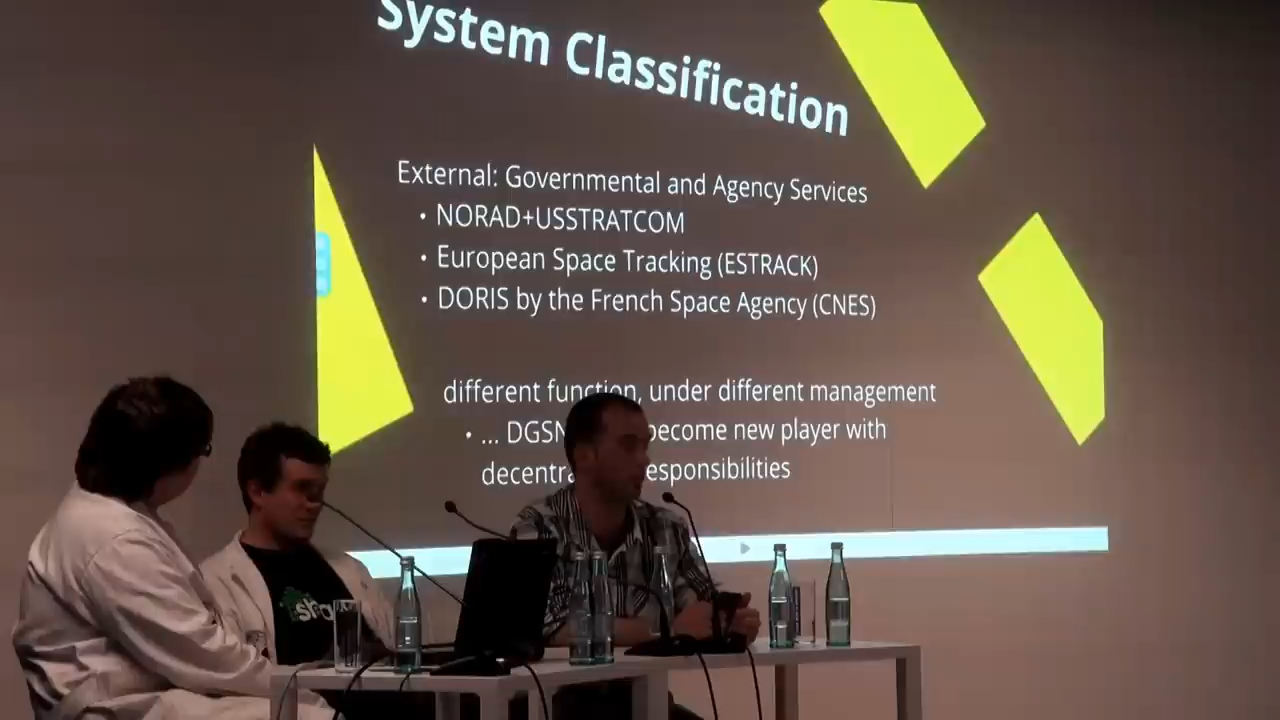 System Classification
External: Governmental and Agency Services
• NORAD+USSTRATCOM
• European Space Tracking (ESTRACK)
• DORIS by the French Space Agency (CNES)
different function, under different management
• ... DGSN become new player with
decentra esponsibilities